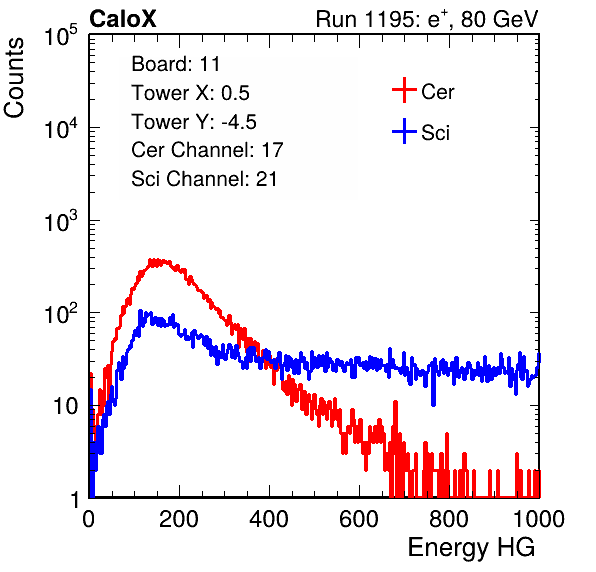 CaloX Run 1195: e⁺, 80 GeV
Counts
Board: 11
Tower X: 0.5
Tower Y: -4.5
Cer Channel: 17
Sci Channel: 21
Cer
Sci
10⁵
10⁴
10³
10²
10
1
0 200 400 600 800 1000
Energy HG